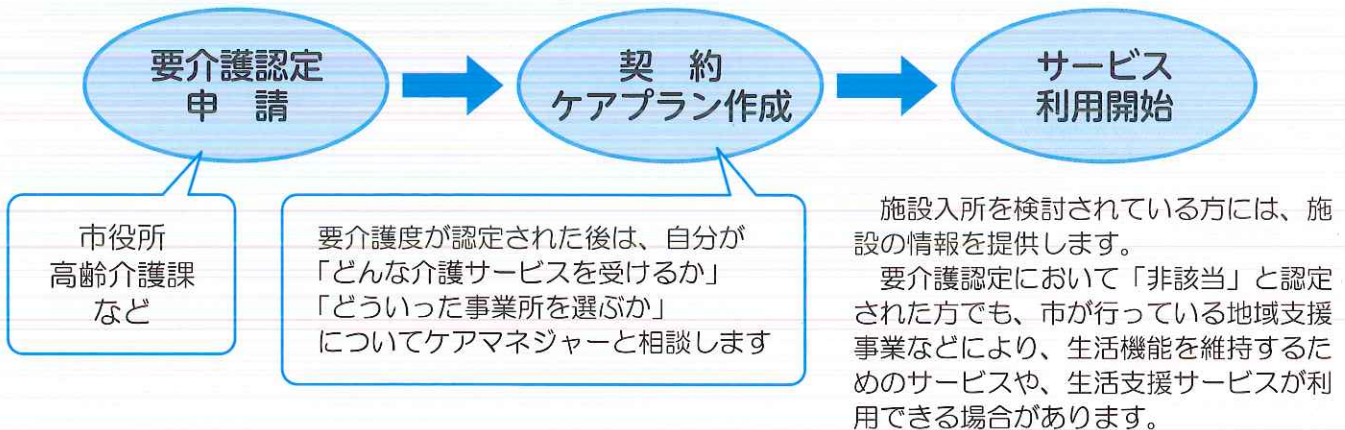 要介護認定
申　請
契　約
ケアプラン作成
サービス
利用開始
市役所
高齢介護課
など
要介護度が認定された後は、自分が
「どんな介護サービスを受けるか」
「どういった事業所を選ぶか」
についてケアマネジャーと相談します
　施設入所を検討されている方には、施
設の情報を提供します。
　要介護認定において「非該当」と認定
された方でも、市が行っている地域支援
事業などにより、生活機能を維持するた
めのサービスや、生活支援サービスが利
用できる場合があります。